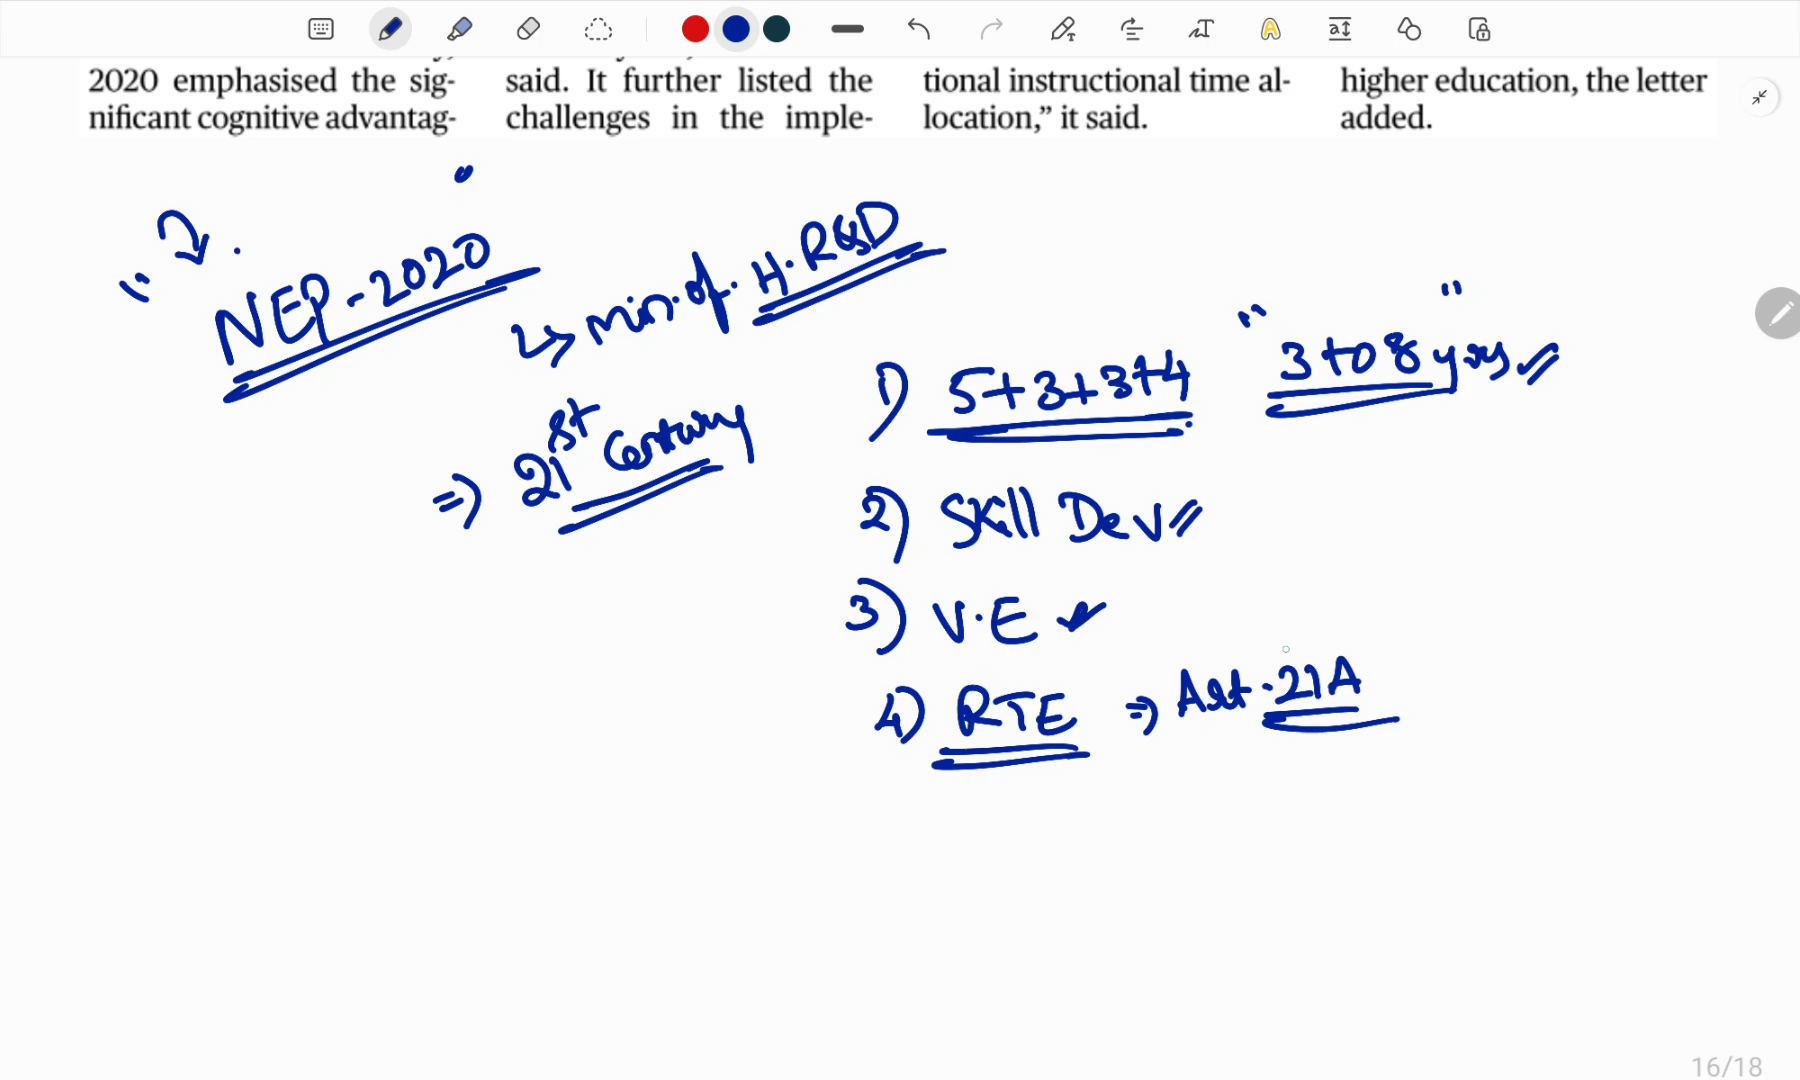 2020 emphasised the sig-
nificant cognitive advantag-
said. It further listed the
challenges in the imple-
tional instructional time al-
location,” it said.
higher education, the letter
added.
NEP-2020
min. of. H.R&D
21st Century
1) 5+3+3+4 " 3 to 8 yrs "
2) Skill Dev
3) V.E
4) RTE ⇒ Art. 21A
16/18